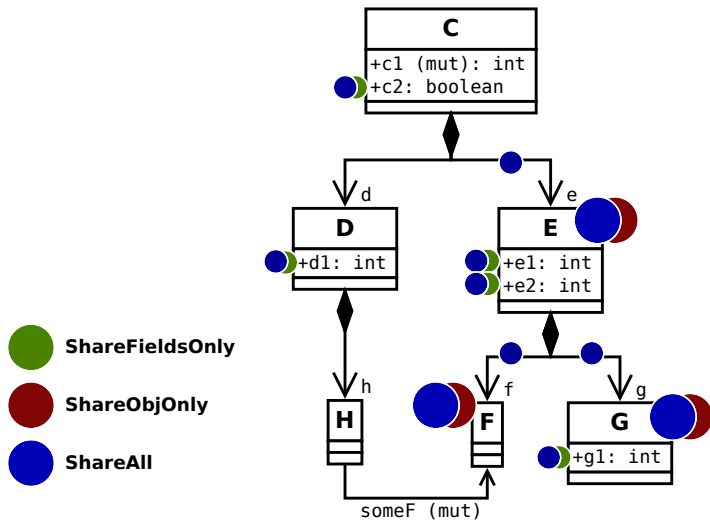 C
+c1 (mut): int
+c2: boolean
d
e
D
+d1: int
E
+e1: int
+e2: int
ShareFieldsOnly
ShareObjOnly
ShareAll
h
f
g
H
F
G
+g1: int
someF (mut)